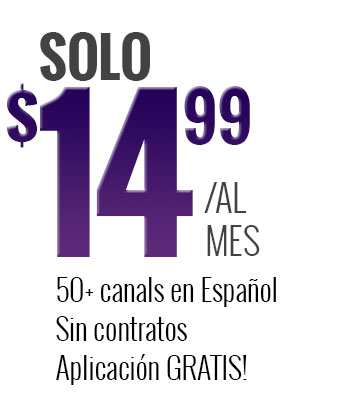 SOLO
$14.99
/AL
MES
50+ canals en Español
Sin contratos
Aplicación GRATIS!